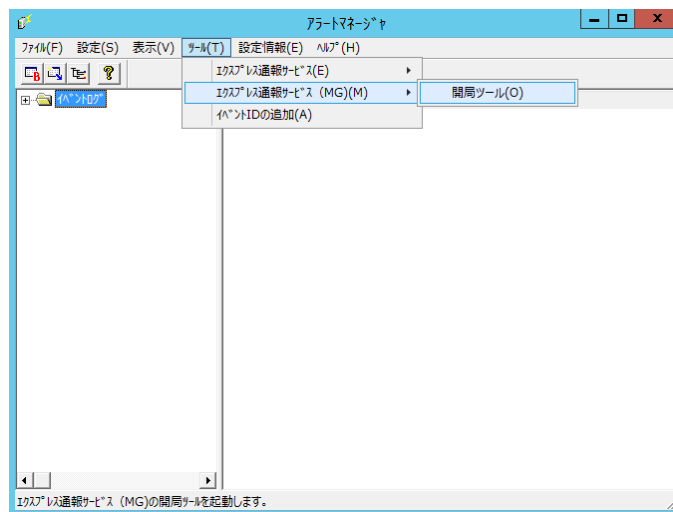 ｱﾗｰﾄﾏﾈｰｼﾞｬ
ﾌｧｲﾙ(F) 設定(S) 表示(V) ﾂｰﾙ(T) 設定情報(E) ﾍﾙﾌﾟ(H)
ｴｸｽﾌﾟﾚｽ通報ｻｰﾋﾞｽ(E)
ｴｸｽﾌﾟﾚｽ通報ｻｰﾋﾞｽ（MG)(M)
開局ツール(O)
ｲﾍﾞﾝﾄIDの追加(A)
ｲﾍﾞﾝﾄﾛｸﾞ
ｴｸｽﾌﾟﾚｽ通報ｻｰﾋﾞｽ（MG)の開局ﾂｰﾙを起動します。